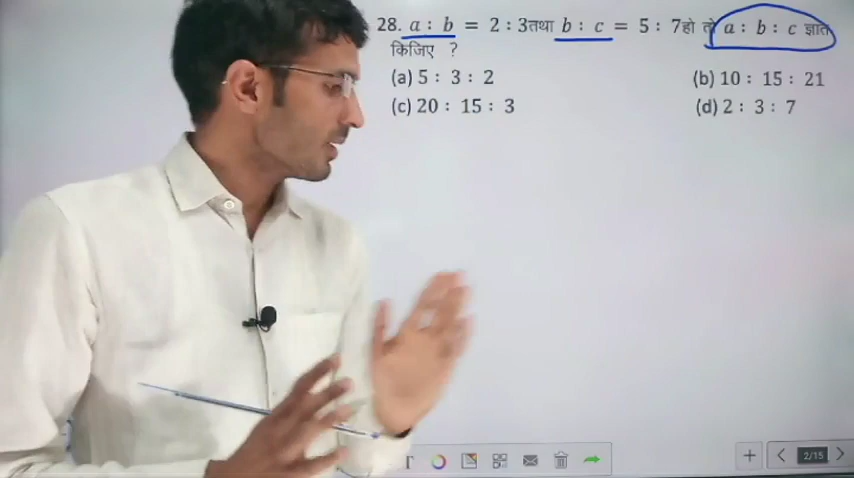 28. a : b = 2 : 3तथा b : c = 5 : 7हो तो a : b : c ज्ञात
किजिए ?
(a) 5 : 3 : 2 (b) 10 : 15 : 21
(c) 20 : 15 : 3 (d) 2 : 3 : 7
2/15